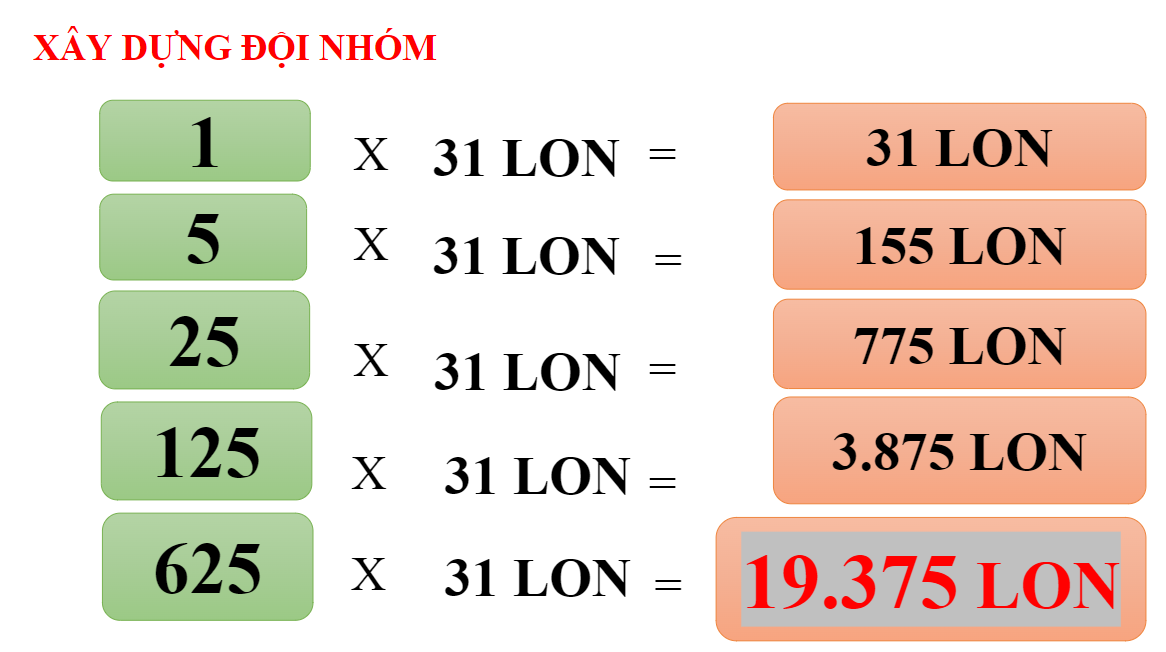 XÂY DỰNG ĐỘI NHÓM
1 X 31 LON = 31 LON
5 X 31 LON = 155 LON
25 X 31 LON = 775 LON
125 X 31 LON = 3.875 LON
625 X 31 LON = 19.375 LON